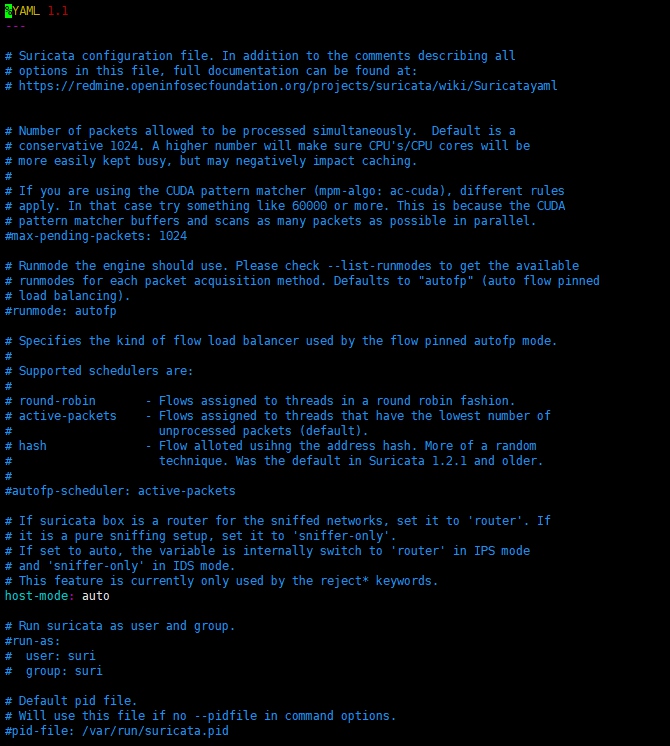 %YAML 1.1
---
# Suricata configuration file. In addition to the comments describing all
# options in this file, full documentation can be found at:
# https://redmine.openinfosecfoundation.org/projects/suricata/wiki/Suricatayaml
# Number of packets allowed to be processed simultaneously.  Default is a
# conservative 1024. A higher number will make sure CPU's/CPU cores will be
# more easily kept busy, but may negatively impact caching.
#
# If you are using the CUDA pattern matcher (mpm-algo: ac-cuda), different rules
# apply. In that case try something like 60000 or more. This is because the CUDA
# pattern matcher buffers and scans as many packets as possible in parallel.
#max-pending-packets: 1024
# Runmode the engine should use. Please check --list-runmodes to get the available
# runmodes for each packet acquisition method. Defaults to "autofp" (auto flow pinned
# load balancing).
#runmode: autofp
# Specifies the kind of flow load balancer used by the flow pinned autofp mode.
#
# Supported schedulers are:
#
# round-robin       - Flows assigned to threads in a round robin fashion.
# active-packets    - Flows assigned to threads that have the lowest number of
#                     unprocessed packets (default).
# hash              - Flow alloted usihng the address hash. More of a random
#                     technique. Was the default in Suricata 1.2.1 and older.
#
#autofp-scheduler: active-packets
# If suricata box is a router for the sniffed networks, set it to 'router'. If
# it is a pure sniffing setup, set it to 'sniffer-only'.
# If set to auto, the variable is internally switch to 'router' in IPS mode
# and 'sniffer-only' in IDS mode.
# This feature is currently only used by the reject* keywords.
host-mode: auto
# Run suricata as user and group.
#run-as:
#  user: suri
#  group: suri
# Default pid file.
# Will use this file if no --pidfile in command options.
#pid-file: /var/run/suricata.pid